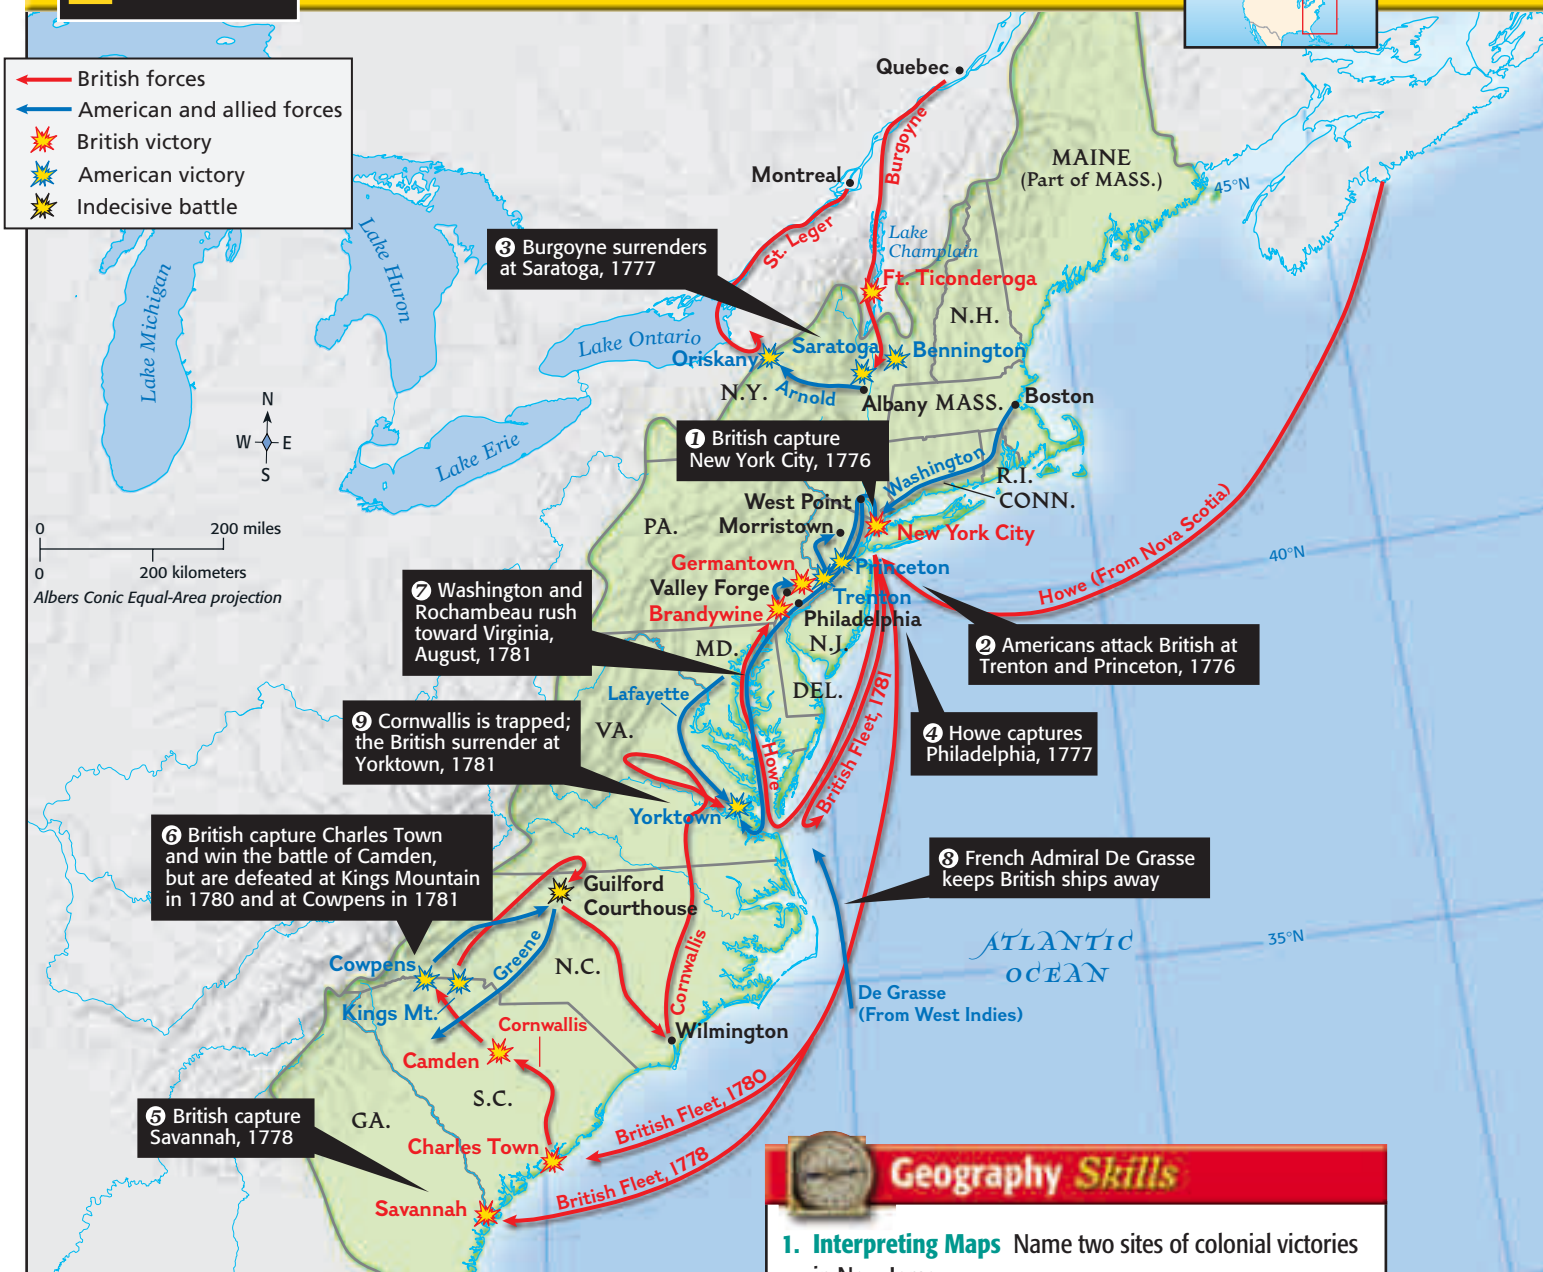 British forces
American and allied forces
British victory
American victory
Indecisive battle
Quebec
Burgoyne
Montreal
St. Leger
MAINE
(Part of MASS.)
45°N
Lake
Champlain
Lake Michigan
Lake Huron
3 Burgoyne surrenders
at Saratoga, 1777
Ft. Ticonderoga
N.H.
Lake Ontario
Oriskany
Saratoga
Bennington
N.Y.
Arnold
Albany
MASS.
Boston
N
W
E
S
Lake Erie
1 British capture
New York City, 1776
Washington
R.I.
CONN.
West Point
Morristown
PA.
New York City
0
200 miles
0
200 kilometers
Albers Conic Equal-Area projection
40°N
Howe (From Nova Scotia)
Germantown
Princeton
Valley Forge
Trenton
Brandywine
Philadelphia
7 Washington and
Rochambeau rush
toward Virginia,
August, 1781
MD.
N.J.
2 Americans attack British at
Trenton and Princeton, 1776
DEL.
Lafayette
British Fleet, 1781
Howe
4 Howe captures
Philadelphia, 1777
9 Cornwallis is trapped;
the British surrender at
Yorktown, 1781
VA.
Yorktown
6 British capture Charles Town
and win the battle of Camden,
but are defeated at Kings Mountain
in 1780 and at Cowpens in 1781
8 French Admiral De Grasse
keeps British ships away
Guilford
Courthouse
Greene
Cornwallis
N.C.
Cowpens
Kings Mt.
ATLANTIC
OCEAN
35°N
De Grasse
(From West Indies)
Cornwallis
Wilmington
Camden
S.C.
GA.
5 British capture
Savannah, 1778
British Fleet, 1780
Charles Town
British Fleet, 1778
Savannah
Geography Skills
1. Interpreting Maps Name two sites of colonial victories